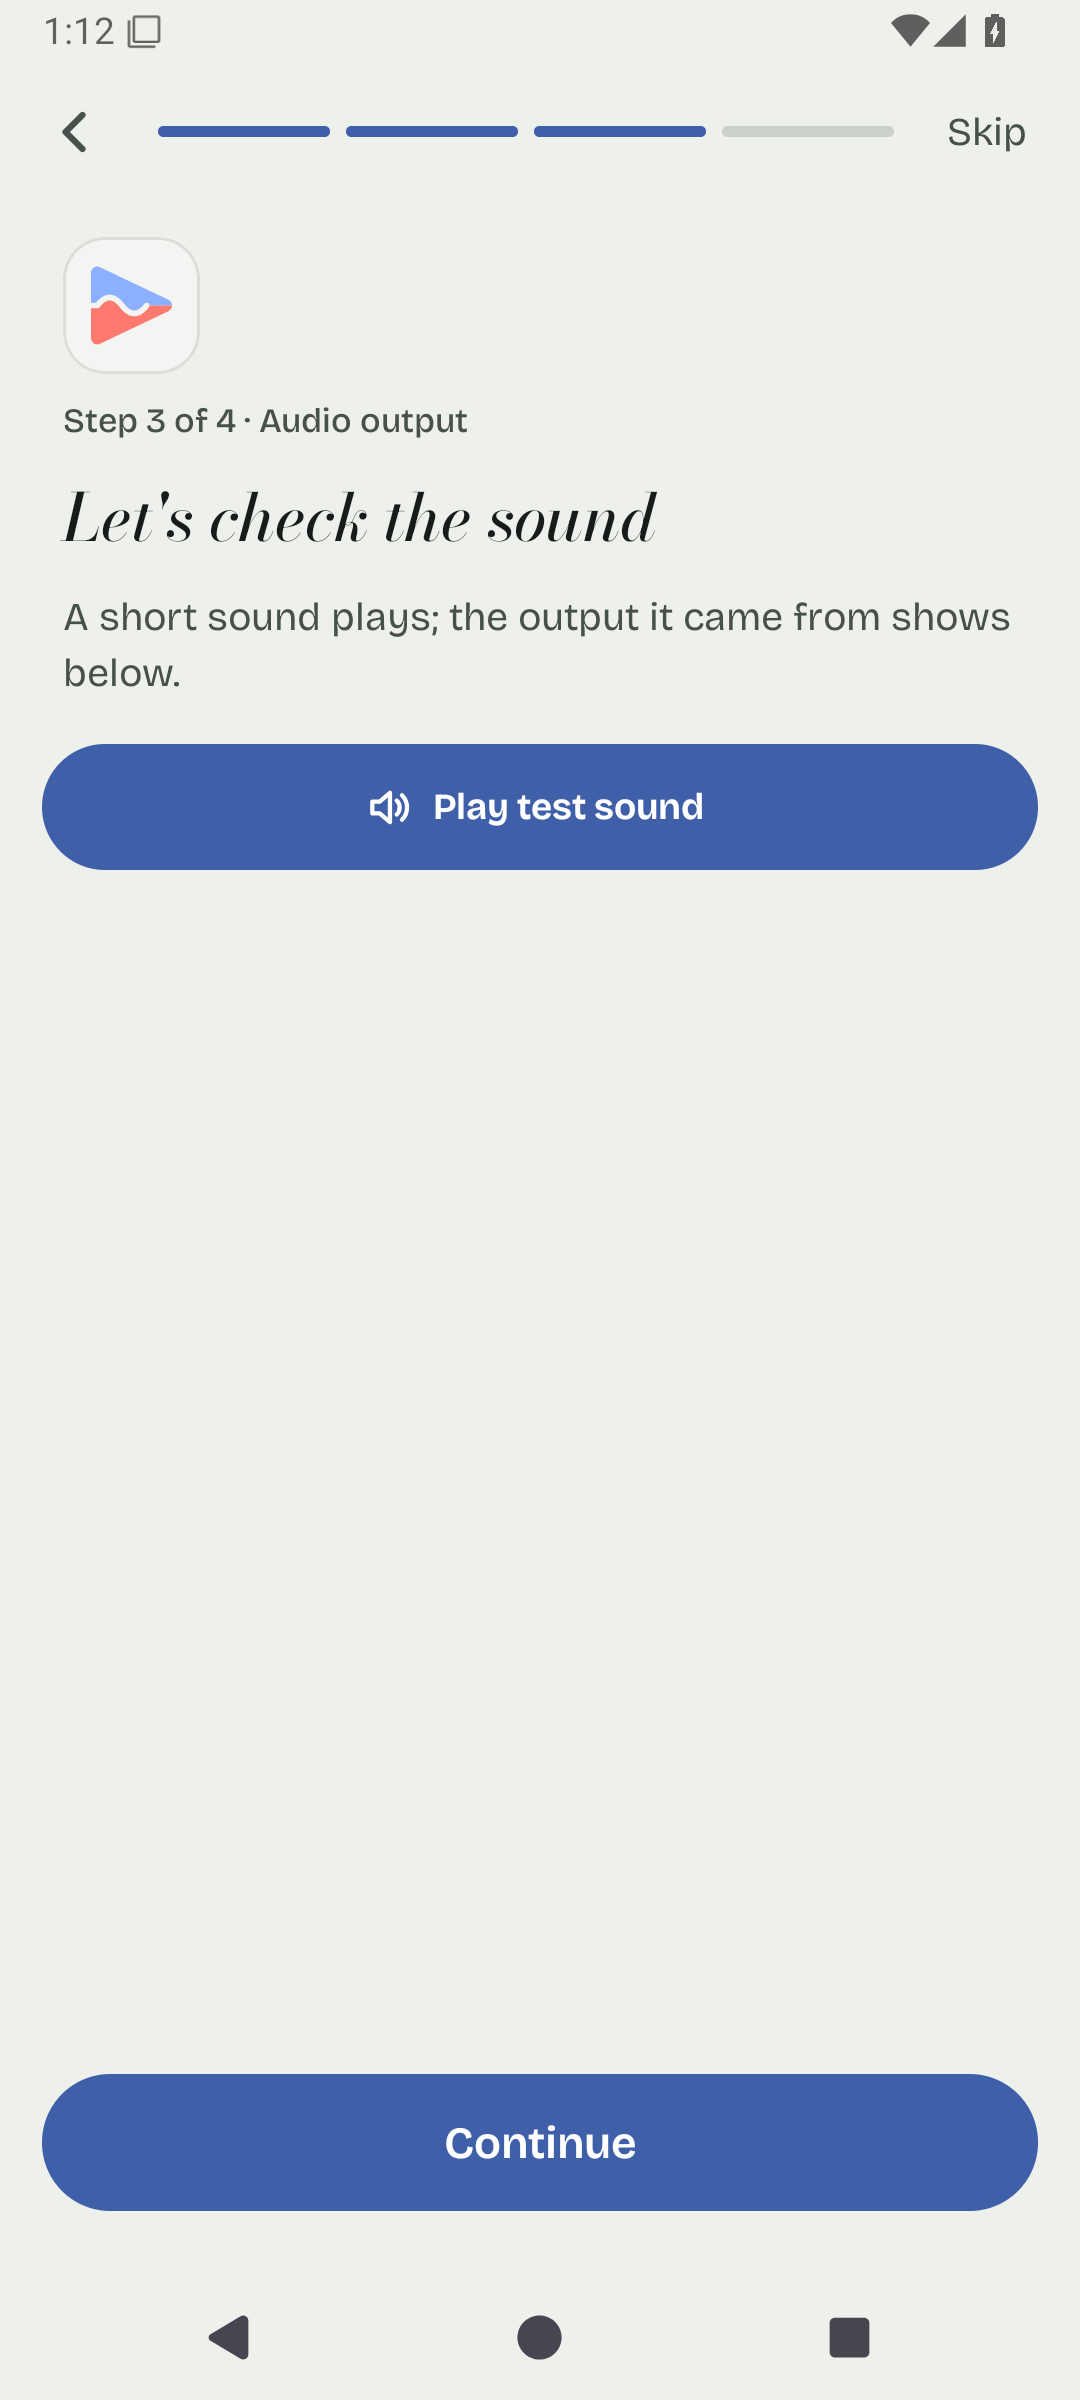 1:12
Skip
Step 3 of 4 · Audio output
Let's check the sound
A short sound plays; the output it came from shows
below.
Play test sound
Continue